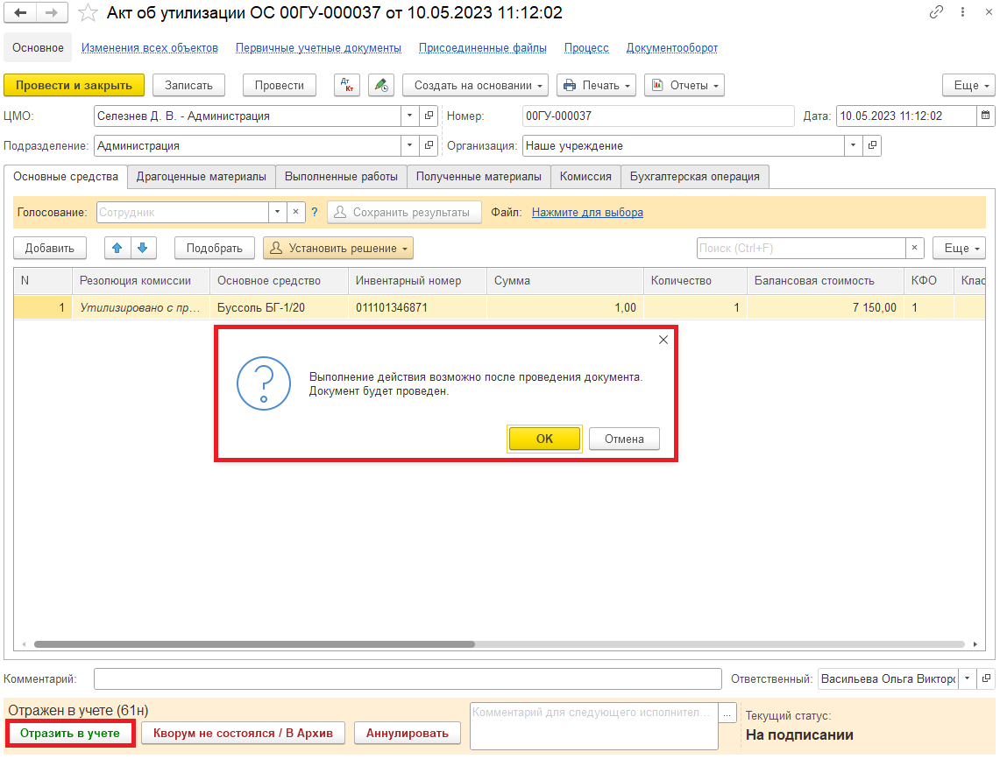 Акт об утилизации ОС 00ГУ-000037 от 10.05.2023 11:12:02
Основное Изменения всех объектов Первичные учетные документы Присоединенные файлы Процесс Документооборот
Провести и закрыть Записать Провести Дт Кт Создать на основании Печать Отчеты Еще
ЦМО: Селезнев Д. В. - Администрация Номер: 00ГУ-000037 Дата: 10.05.2023 11:12:02
Подразделение: Администрация Организация: Наше учреждение
Основные средства Драгоценные материалы Выполненные работы Полученные материалы Комиссия Бухгалтерская операция
Голосование: Сотрудник ? Сохранить результаты Файл: Нажмите для выбора
Добавить Подобрать Установить решение Поиск (Ctrl+F) Еще
N Резолюция комиссии Основное средство Инвентарный номер Сумма Количество Балансовая стоимость КФО Клас
1 Утилизировано с пр... Буссоль БГ-1/20 011101346871 1,00 1 7 150,00 1
Выполнение действия возможно после проведения документа.
Документ будет проведен.
ОК Отмена
Комментарий: Ответственный: Васильева Ольга Викторо
Отражен в учете (61н)
Отразить в учете Кворум не состоялся / В Архив Аннулировать
Комментарий для следующего исполнител... ...
Текущий статус:
На подписании